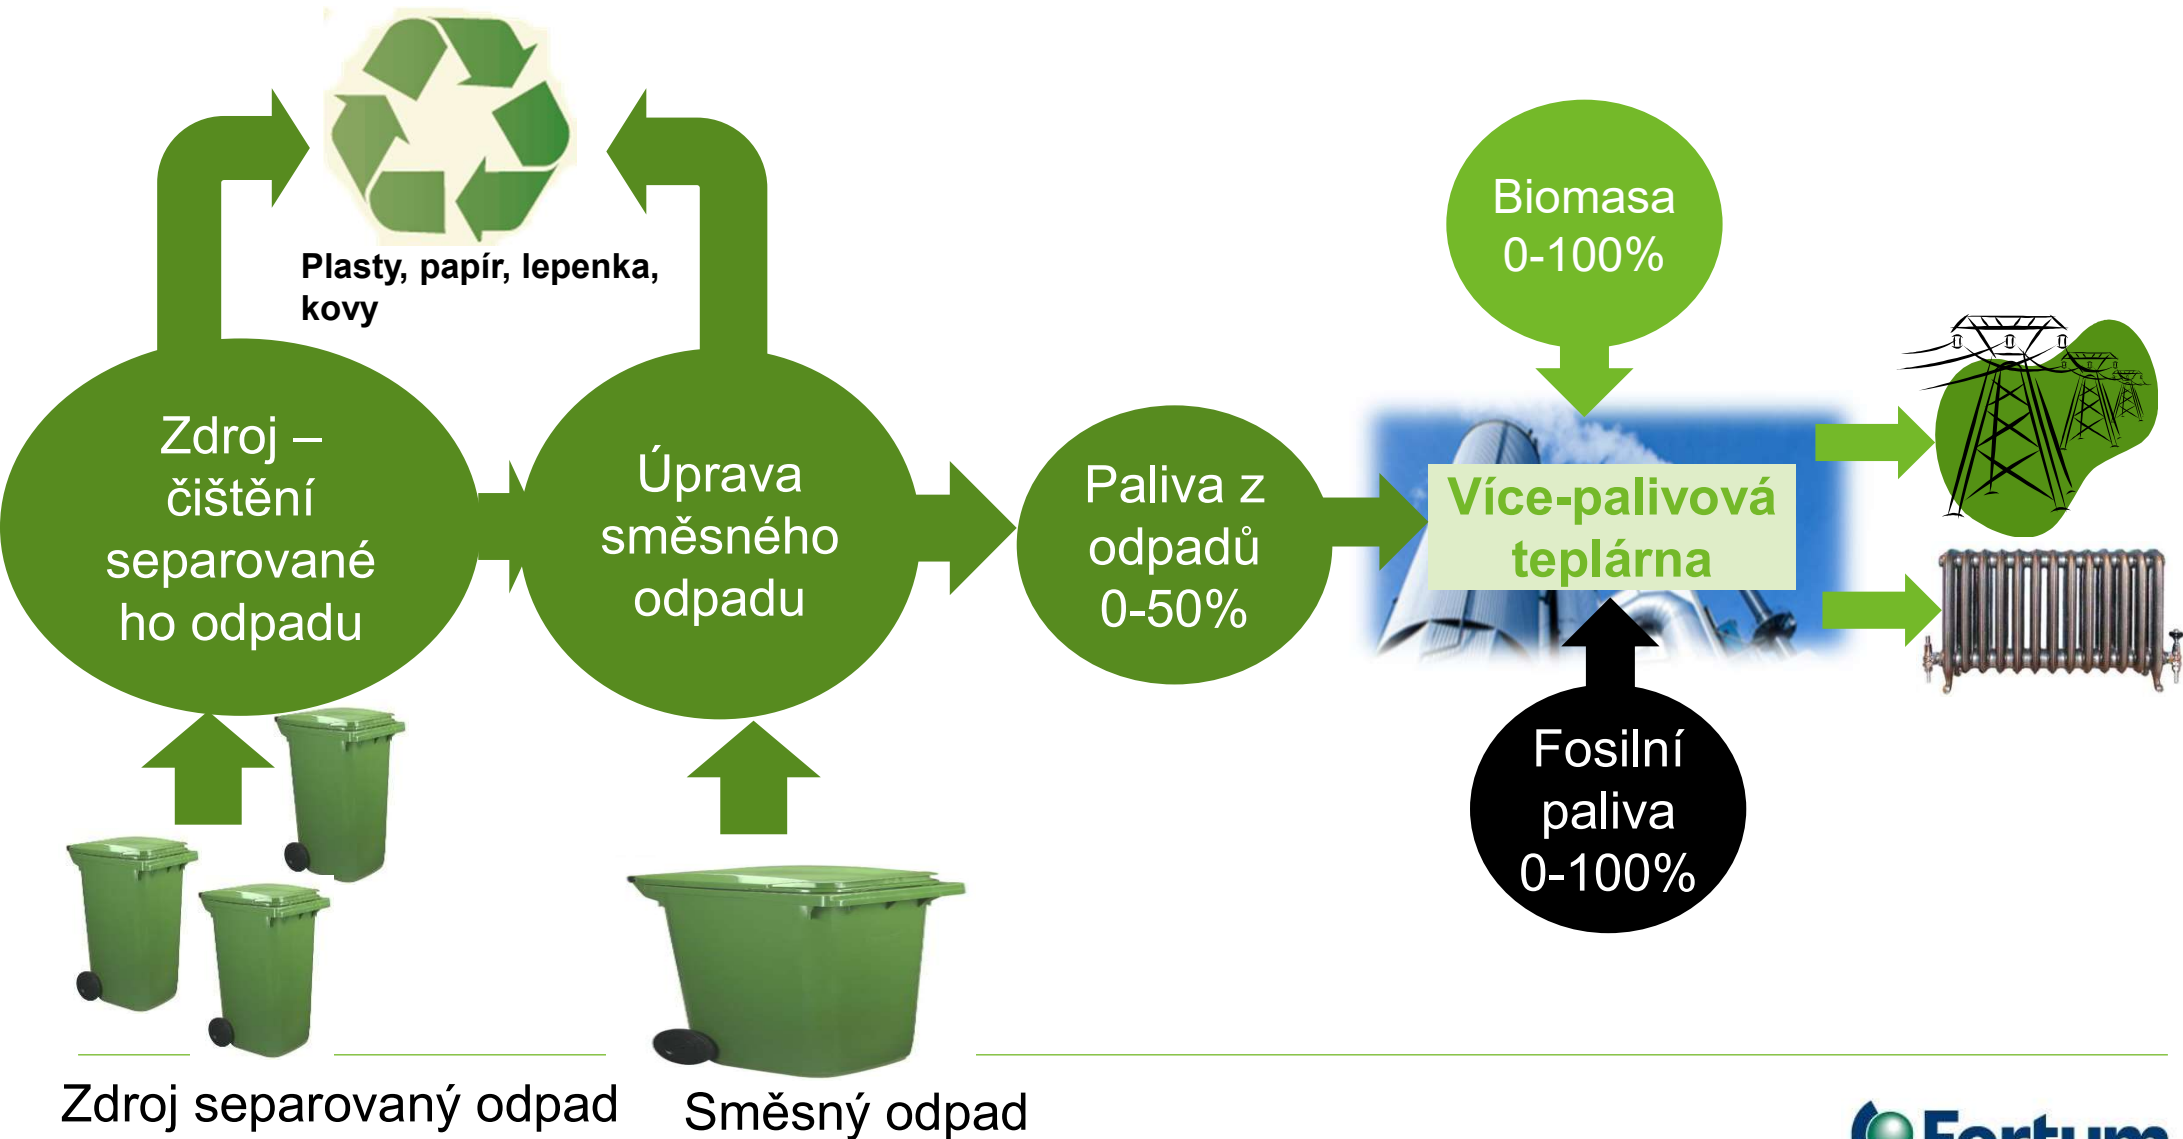 Plasty, papír, lepenka,
kovy
Zdroj –
čištění
separované
ho odpadu
Úprava
směsného
odpadu
Paliva z
odpadů
0-50%
Biomasa
0-100%
Více-palivová
teplárna
Fosilní
paliva
0-100%
Zdroj separovaný odpad
Směsný odpad
Fortum